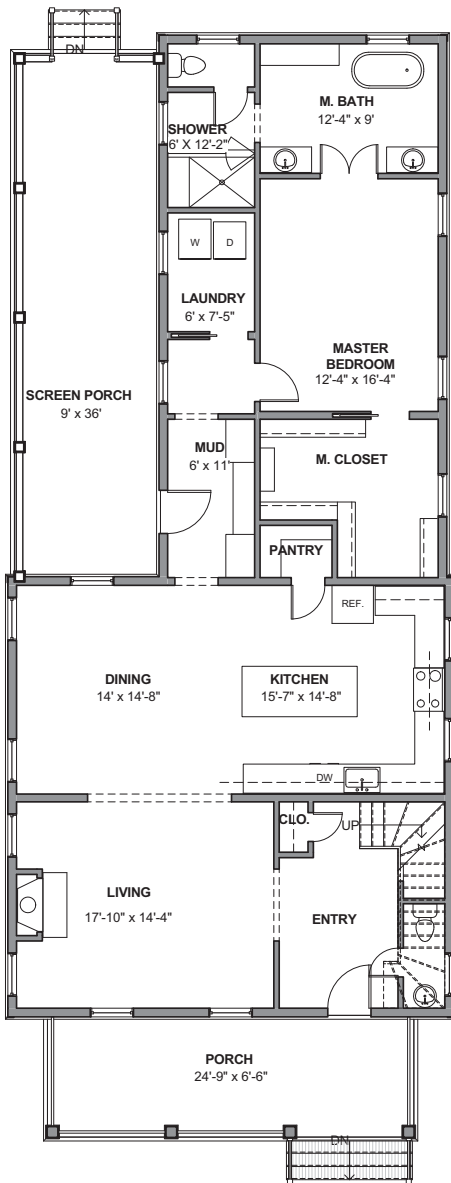 DN
M. BATH
12'-4" x 9'
SHOWER
6' X 12'-2"
W
D
LAUNDRY
6' x 7'-5"
MASTER
BEDROOM
12'-4" x 16'-4"
SCREEN PORCH
9' x 36'
MUD
6' x 11'
M. CLOSET
PANTRY
REF.
DINING
14' x 14'-8"
KITCHEN
15'-7" x 14'-8"
DW
CLO.
UP
LIVING
17'-10" x 14'-4"
ENTRY
PORCH
24'-9" x 6'-6"
DN